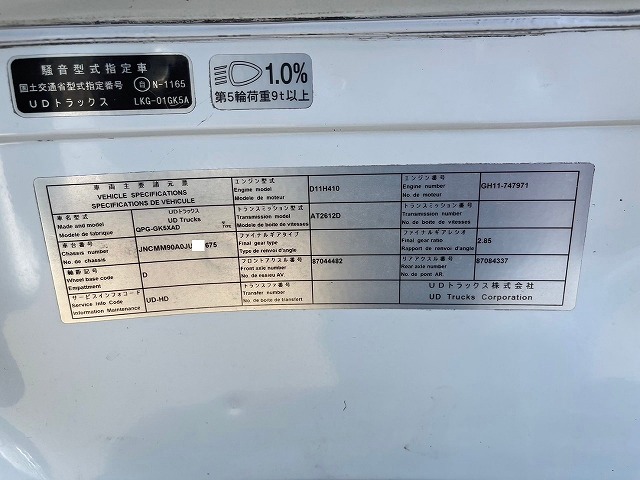 騒音型式指定車
国土交通省型式指定番号 自 N-1165
UDトラックス LKG-01GK5A
1.0%
第5輪荷重9t以上
車両主要諸元表
VEHICLE SPECIFICATIONS
SPECIFICATIONS DE VEHICULE
車名型式
Made and model
Modele de fabrique
UDトラックス
UD Trucks
QPG-GK5XAD
型式
TYPE
車台番号
Chassis number
No. de chassis
JNCMM90A0JU 675
軸距記号
Wheel base code
Empattment
D
サービスインフォコード
Service info Code
Information Maintenance
UD-HD
エンジン型式
Engine model
Modele de moteur
D11H410
トランスミッション型式
Transmission model
Modele de boite de vitesses
AT2612D
ファイナルギアタイプ
Final gear type
Type de renvoi d'angle
フロントアクスル番号
Front axle number
No. de essieu AV.
87044482
トランスファ番号
Transfer number
No. de boite de transfert
エンジン番号
Engine number
No. de moteur
GH11-747971
トランスミッション番号
Transmission number
No. de boite de vitesses
ファイナルギアレシオ
Final gear ratio
Rapport de renvoi d'angle
2.85
リアアクスル番号
Rear axle number
No. de pont AR.
87084337
UDトラックス株式会社
UD Trucks Corporation